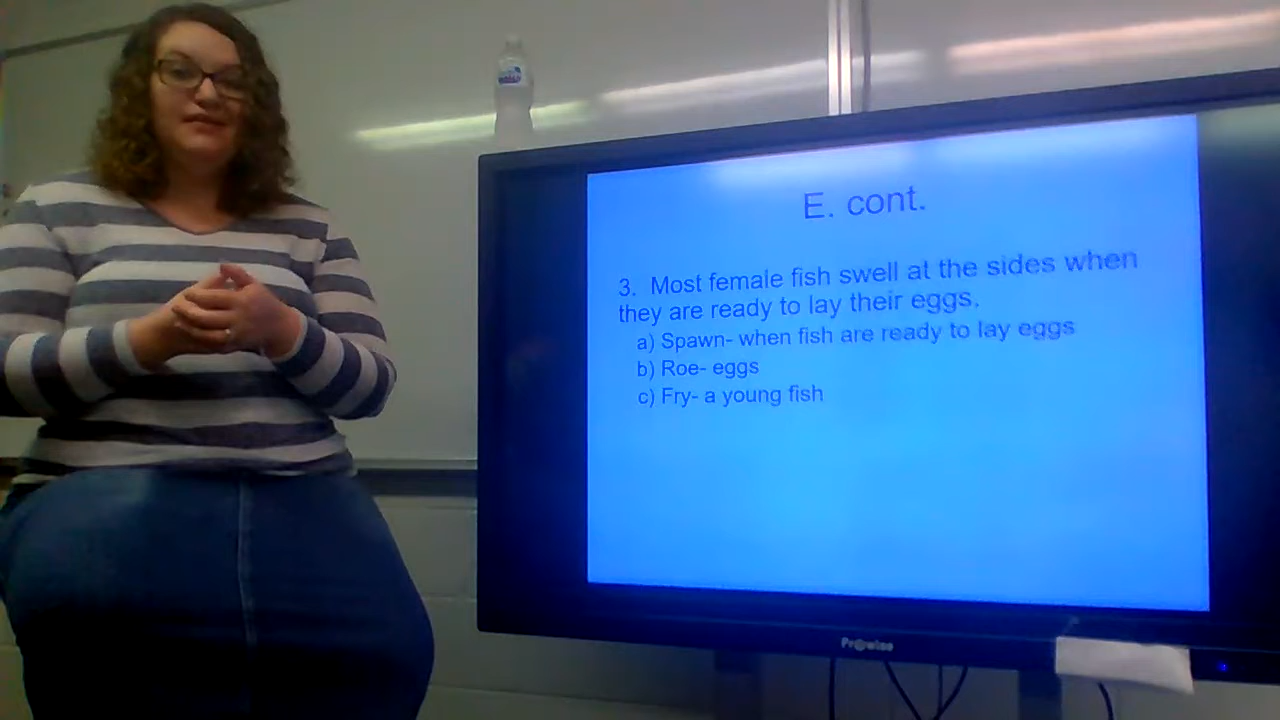 E. cont.
3. Most female fish swell at the sides when
they are ready to lay their eggs.
a) Spawn- when fish are ready to lay eggs
b) Roe- eggs
c) Fry- a young fish
Prowise